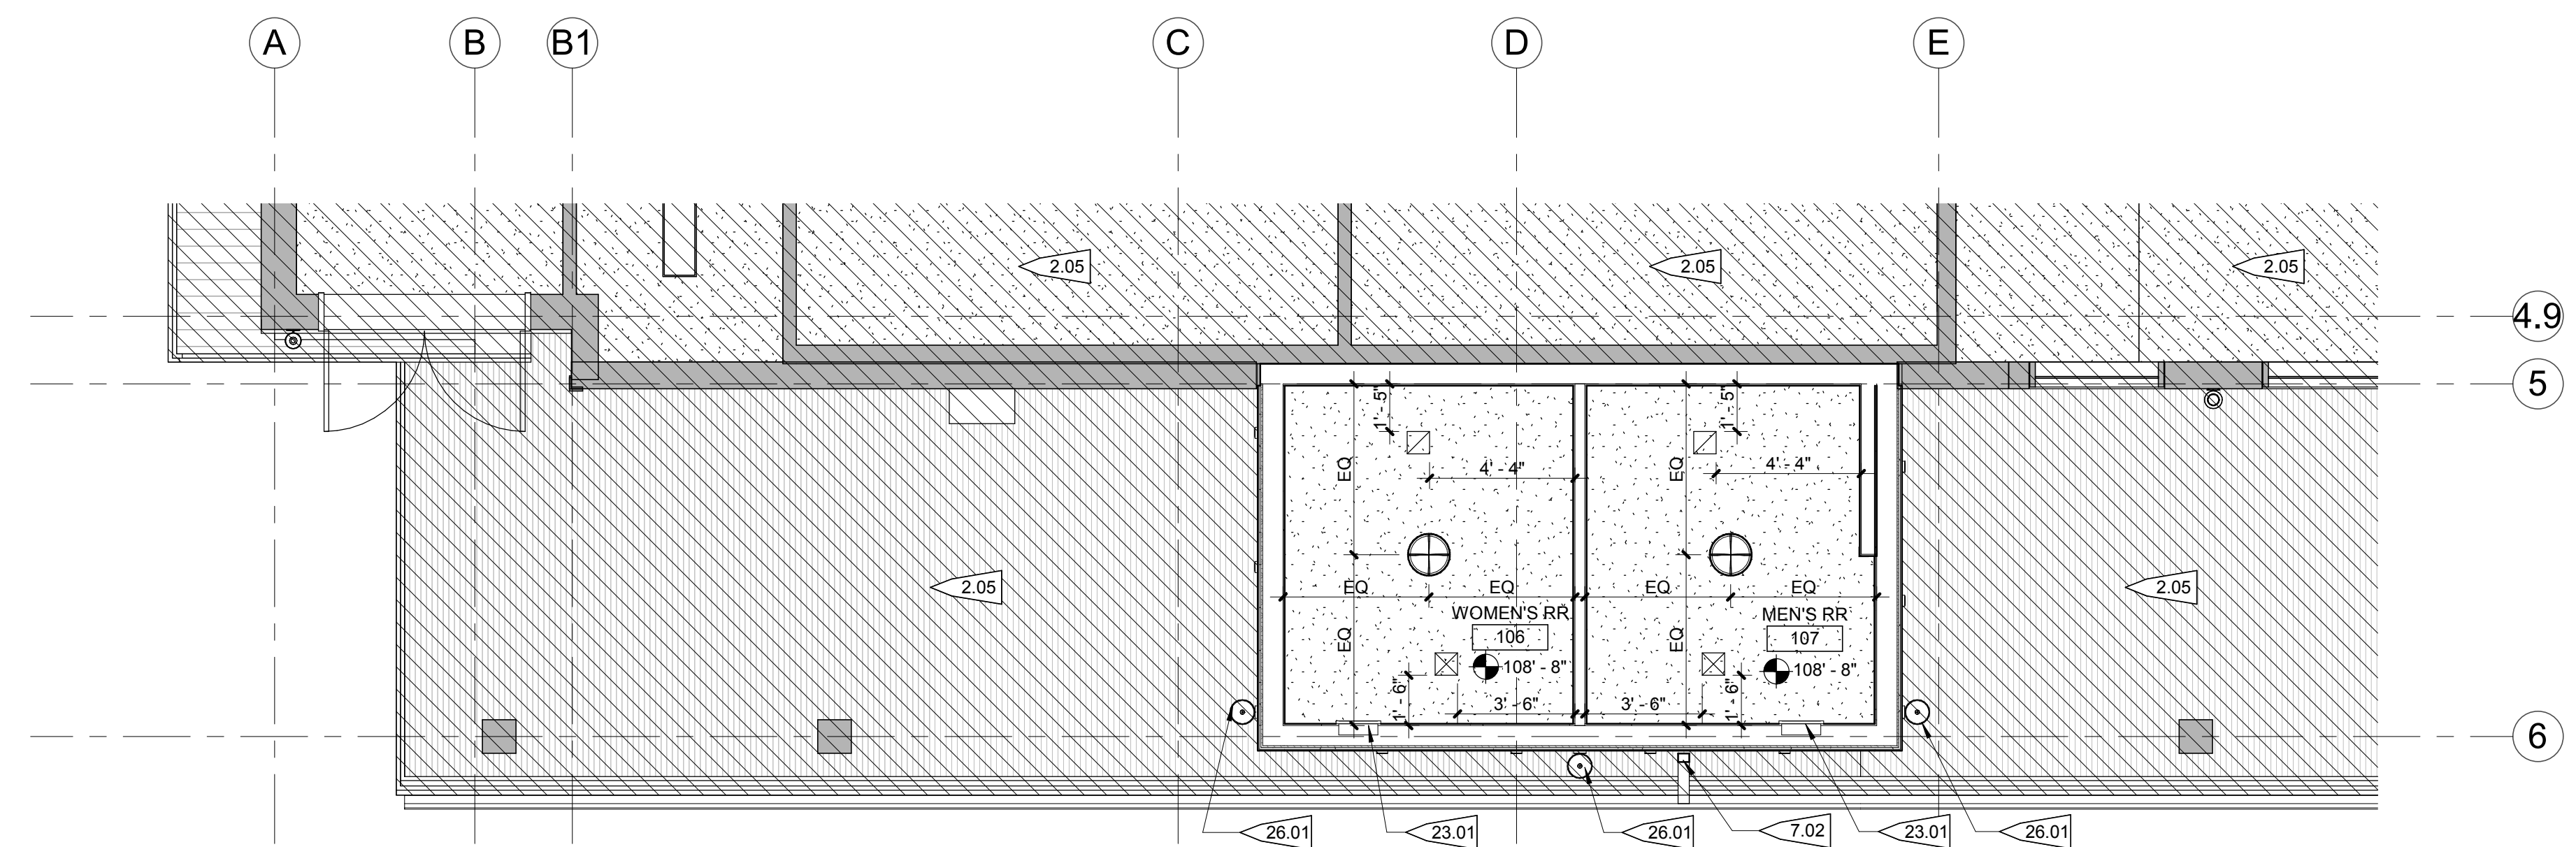 A B B1 C D E
2.05 2.05 2.05
4.9
5
1' - 5" 1' - 5"
EQ 4' - 4" EQ 4' - 4"
2.05 EQ EQ EQ EQ 2.05
WOMEN'S RR MEN'S RR
EQ 106 EQ 107
108' - 8" 108' - 8"
1' - 6" 3' - 6" 3' - 6" 1' - 6"
6
26.01 23.01 26.01 7.02 23.01 26.01